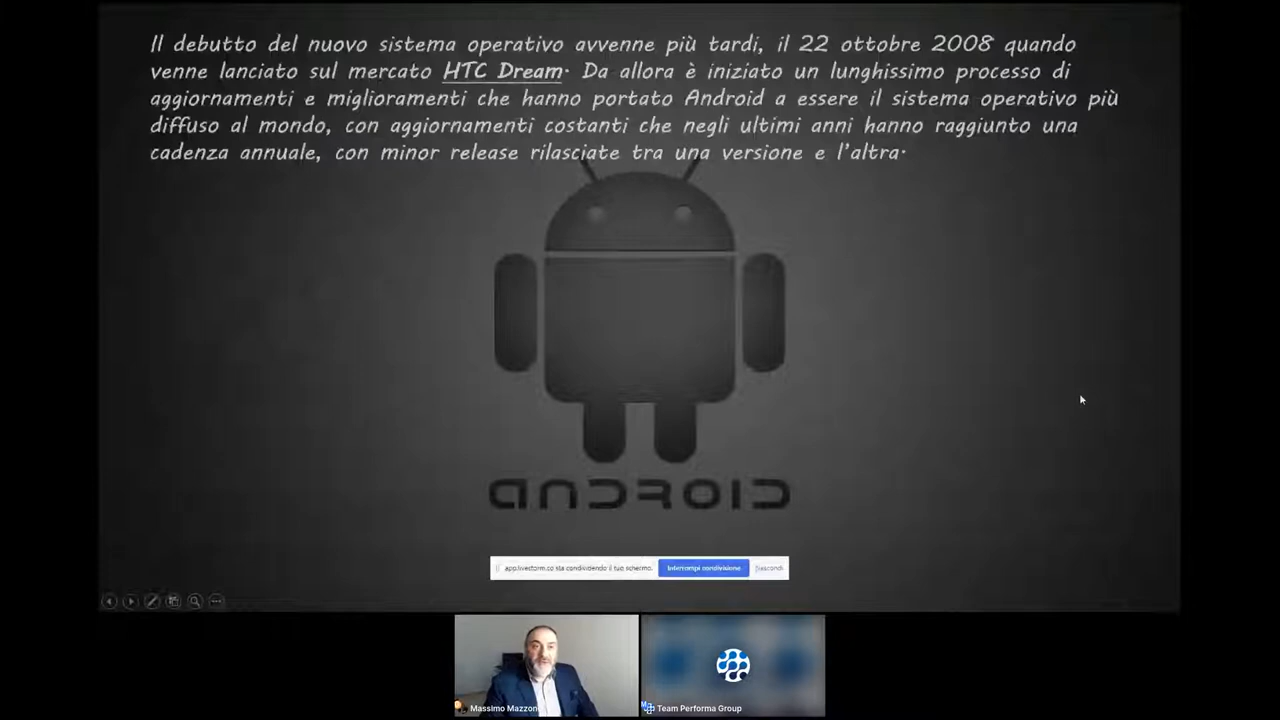 Il debutto del nuovo sistema operativo avvenne più tardi, il 22 ottobre 2008 quando
venne lanciato sul mercato HTC Dream. Da allora è iniziato un lunghissimo processo di
aggiornamenti e miglioramenti che hanno portato Android a essere il sistema operativo più
diffuso al mondo, con aggiornamenti costanti che negli ultimi anni hanno raggiunto una
cadenza annuale, con minor release rilasciate tra una versione e l'altra.
ANDROID
app.livestorm.co sta condividendo il tuo schermo. Interrompi condivisione Nascondi
Massimo Mazzon
Team Performa Group